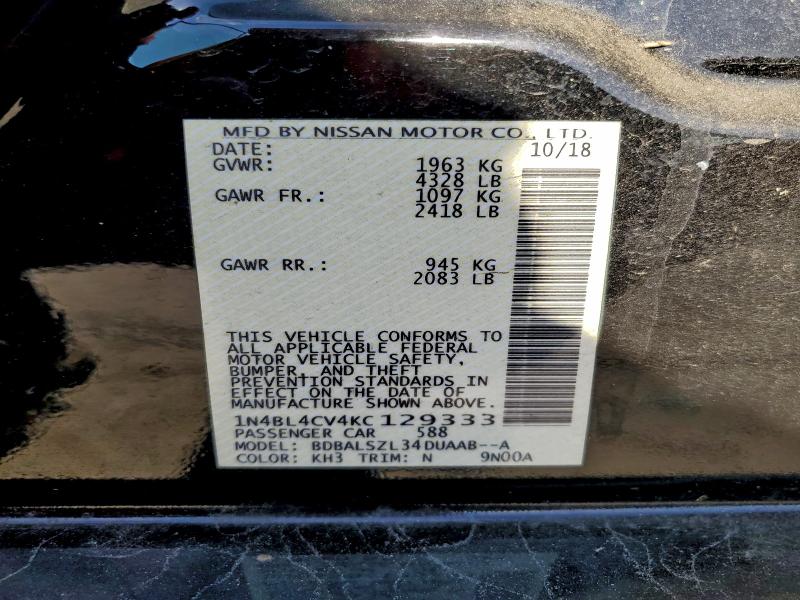 MFD BY NISSAN MOTOR CO., LTD.
DATE: 10/18
GVWR: 1963 KG
4328 LB
GAWR FR.: 1097 KG
2418 LB
GAWR RR.: 945 KG
2083 LB
THIS VEHICLE CONFORMS TO
ALL APPLICABLE FEDERAL
MOTOR VEHICLE SAFETY,
BUMPER, AND THEFT
PREVENTION STANDARDS IN
EFFECT ON THE DATE OF
MANUFACTURE SHOWN ABOVE.
1N4BL4CV4KC129333
PASSENGER CAR 588
MODEL: BDBALSZL34DUAAB--A
COLOR: KH3 TRIM: N 9N00A